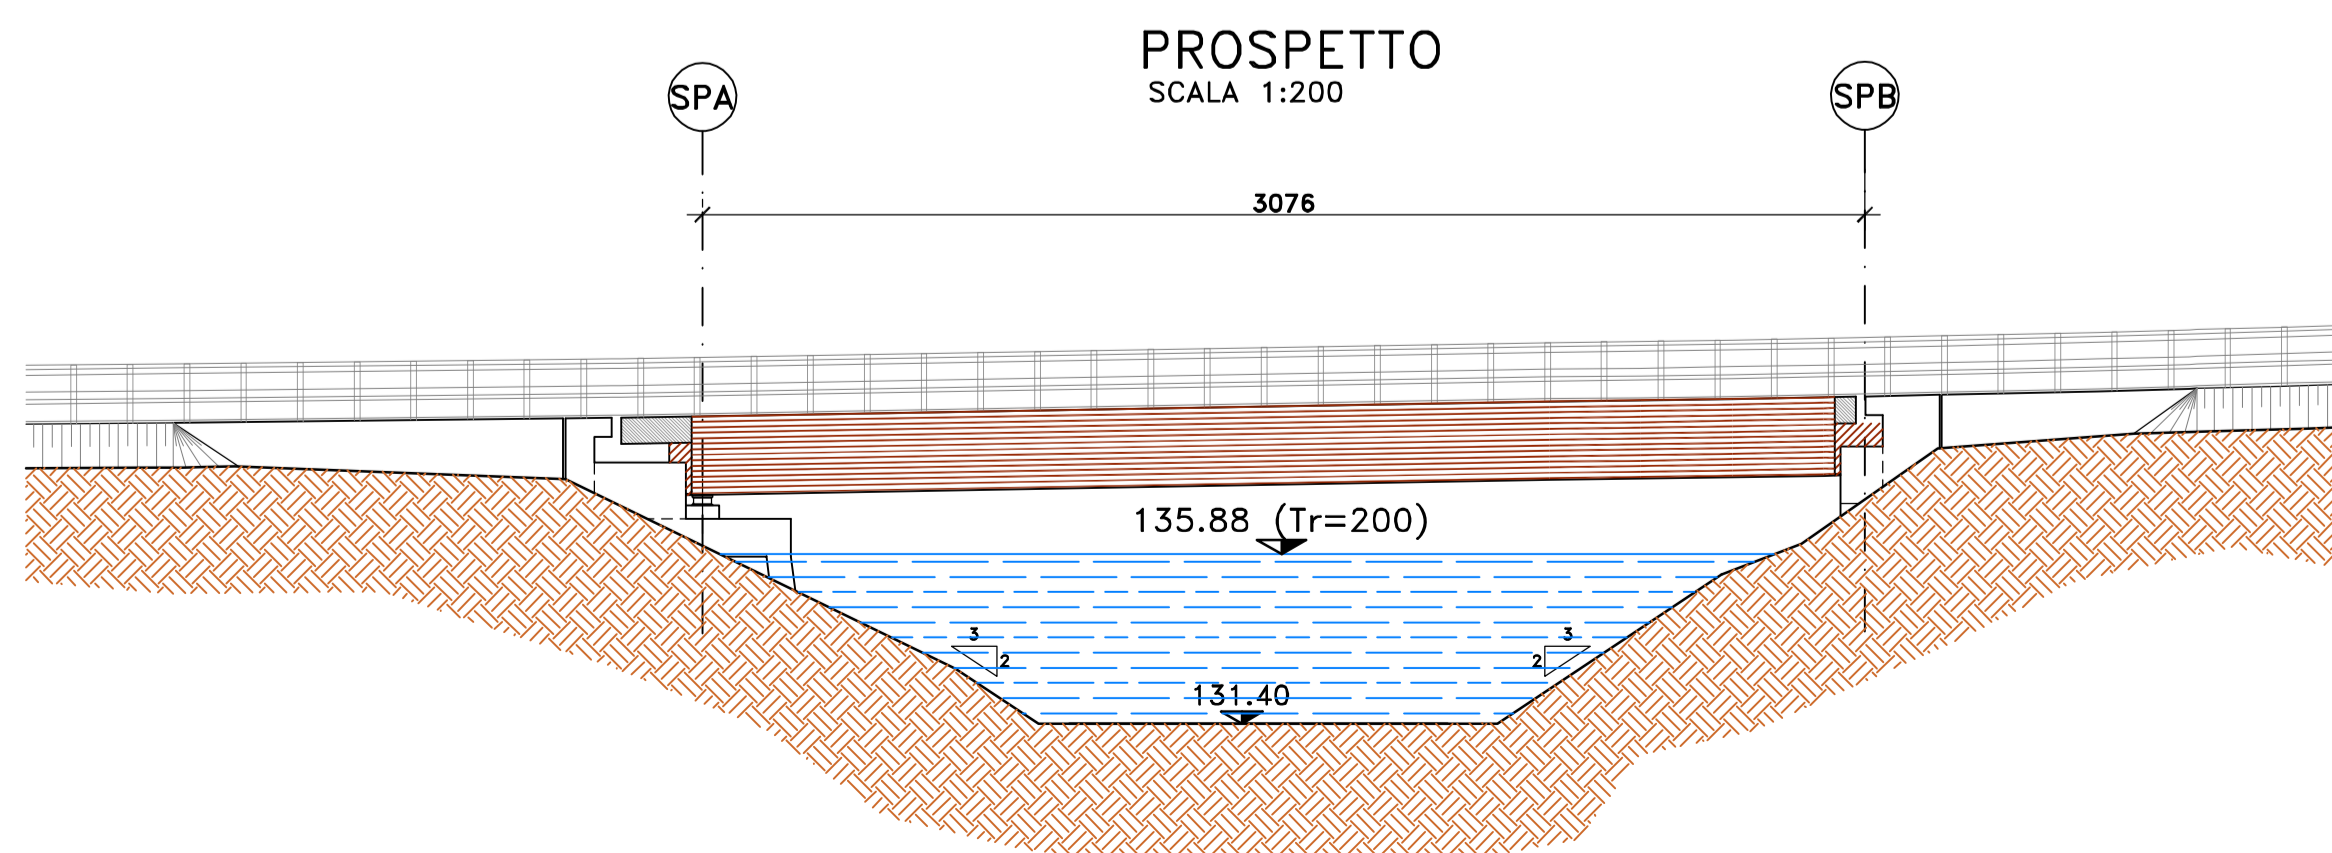 PROSPETTO
SCALA 1:200
SPA
SPB
3076
135.88 (Tr=200)
3
2
3
2
131.40